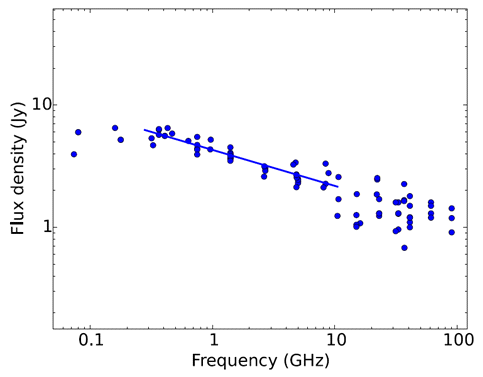 Flux density (Jy)
10
1
0.1 1 10 100
Frequency (GHz)